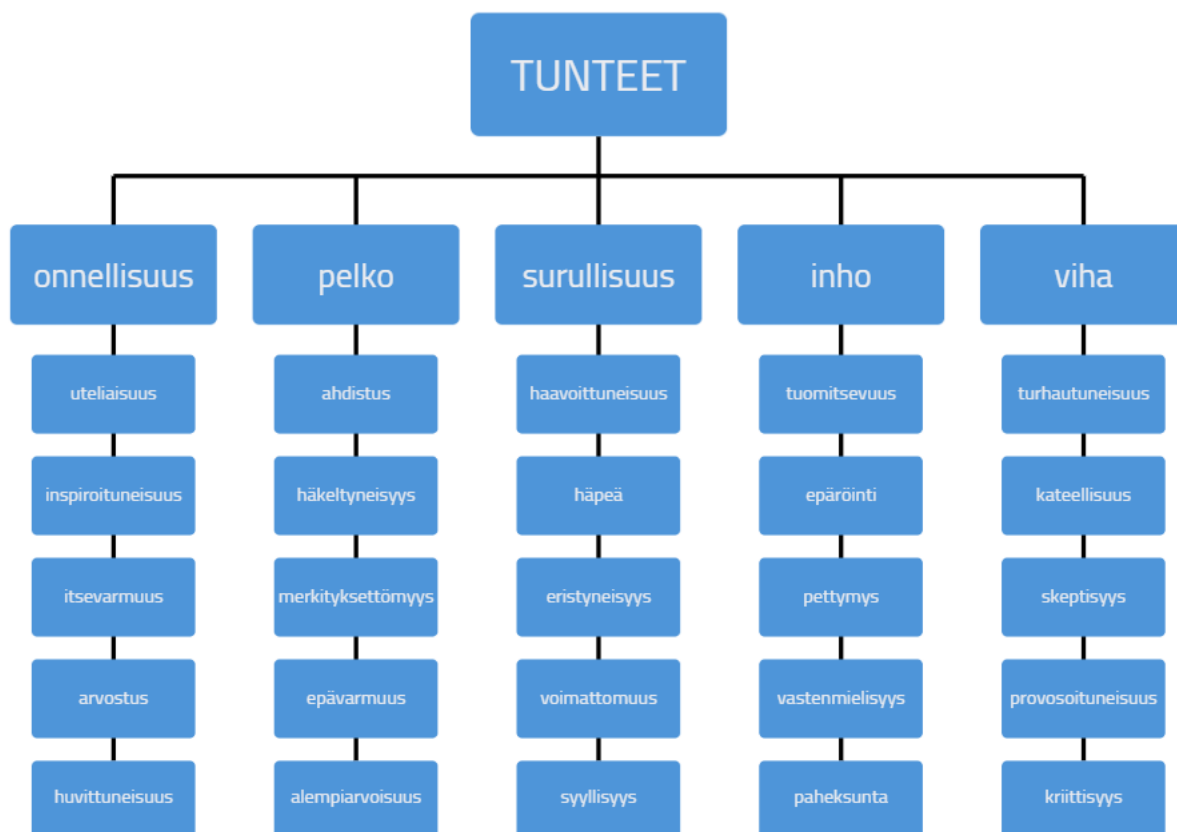 TUNTEET
onnellisuus
pelko
surullisuus
inho
viha
uteliaisuus
ahdistus
haavoittuneisuus
tuomitsevuus
turhautuneisuus
inspiroituneisuus
häkeltyneisyys
häpeä
epäröinti
kateellisuus
itsevarmuus
merkityksettömyys
eristyneisyys
pettymys
skeptisyys
arvostus
epävarmuus
voimattomuus
vastenmielisyys
provosoituneisuus
huvittuneisuus
alempiarvoisuus
syyllisyys
paheksunta
kriittisyys